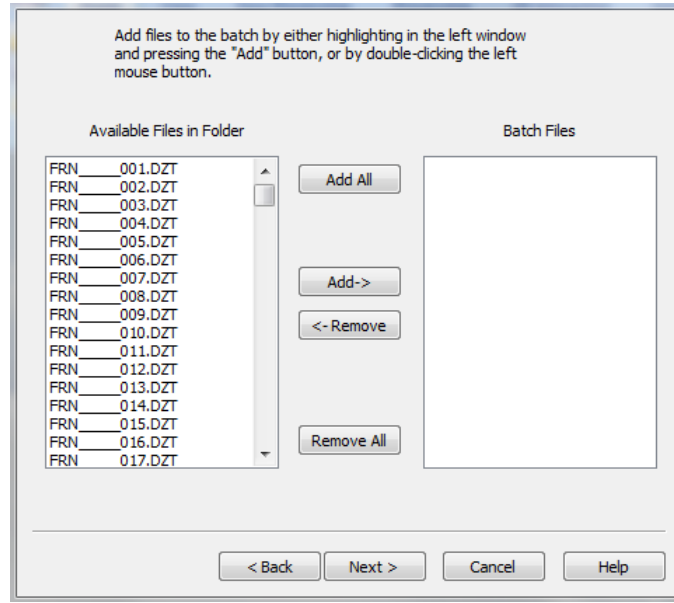 Add files to the batch by either highlighting in the left window
and pressing the "Add" button, or by double-clicking the left
mouse button.
Available Files in Folder
Batch Files
FRN_____001.DZT
FRN_____002.DZT
FRN_____003.DZT
FRN_____004.DZT
FRN_____005.DZT
FRN_____006.DZT
FRN_____007.DZT
FRN_____008.DZT
FRN_____009.DZT
FRN_____010.DZT
FRN_____011.DZT
FRN_____012.DZT
FRN_____013.DZT
FRN_____014.DZT
FRN_____015.DZT
FRN_____016.DZT
FRN_____017.DZT
Add All
Add->
<- Remove
Remove All
< Back
Next >
Cancel
Help